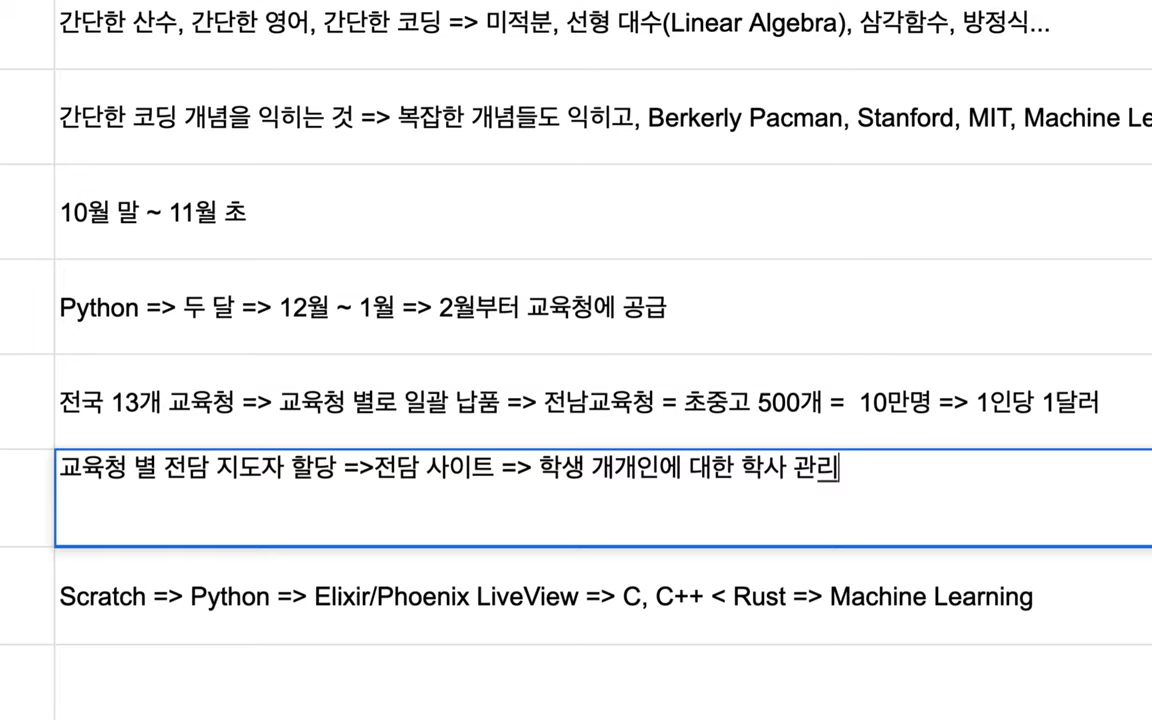 간단한 산수, 간단한 영어, 간단한 코딩 => 미적분, 선형 대수(Linear Algebra), 삼각함수, 방정식...
간단한 코딩 개념을 익히는 것 => 복잡한 개념들도 익히고, Berkerly Pacman, Stanford, MIT, Machine Le
10월 말 ~ 11월 초
Python => 두 달 => 12월 ~ 1월 => 2월부터 교육청에 공급
전국 13개 교육청 => 교육청 별로 일괄 납품 => 전남교육청 = 초중고 500개 = 10만명 => 1인당 1달러
교육청 별 전담 지도자 할당 =>전담 사이트 => 학생 개개인에 대한 학사 관리
Scratch => Python => Elixir/Phoenix LiveView => C, C++ < Rust => Machine Learning